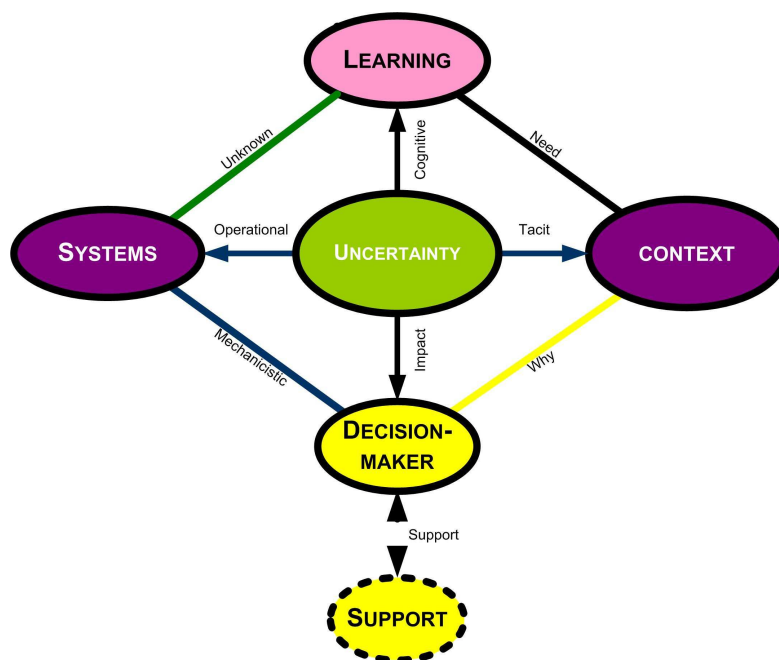 LEARNING
Unknown
Cognitive
Need
Operational
Tacit
SYSTEMS
UNCERTAINTY
CONTEXT
Mechanicistic
Impact
Why
DECISION-
MAKER
Support
SUPPORT